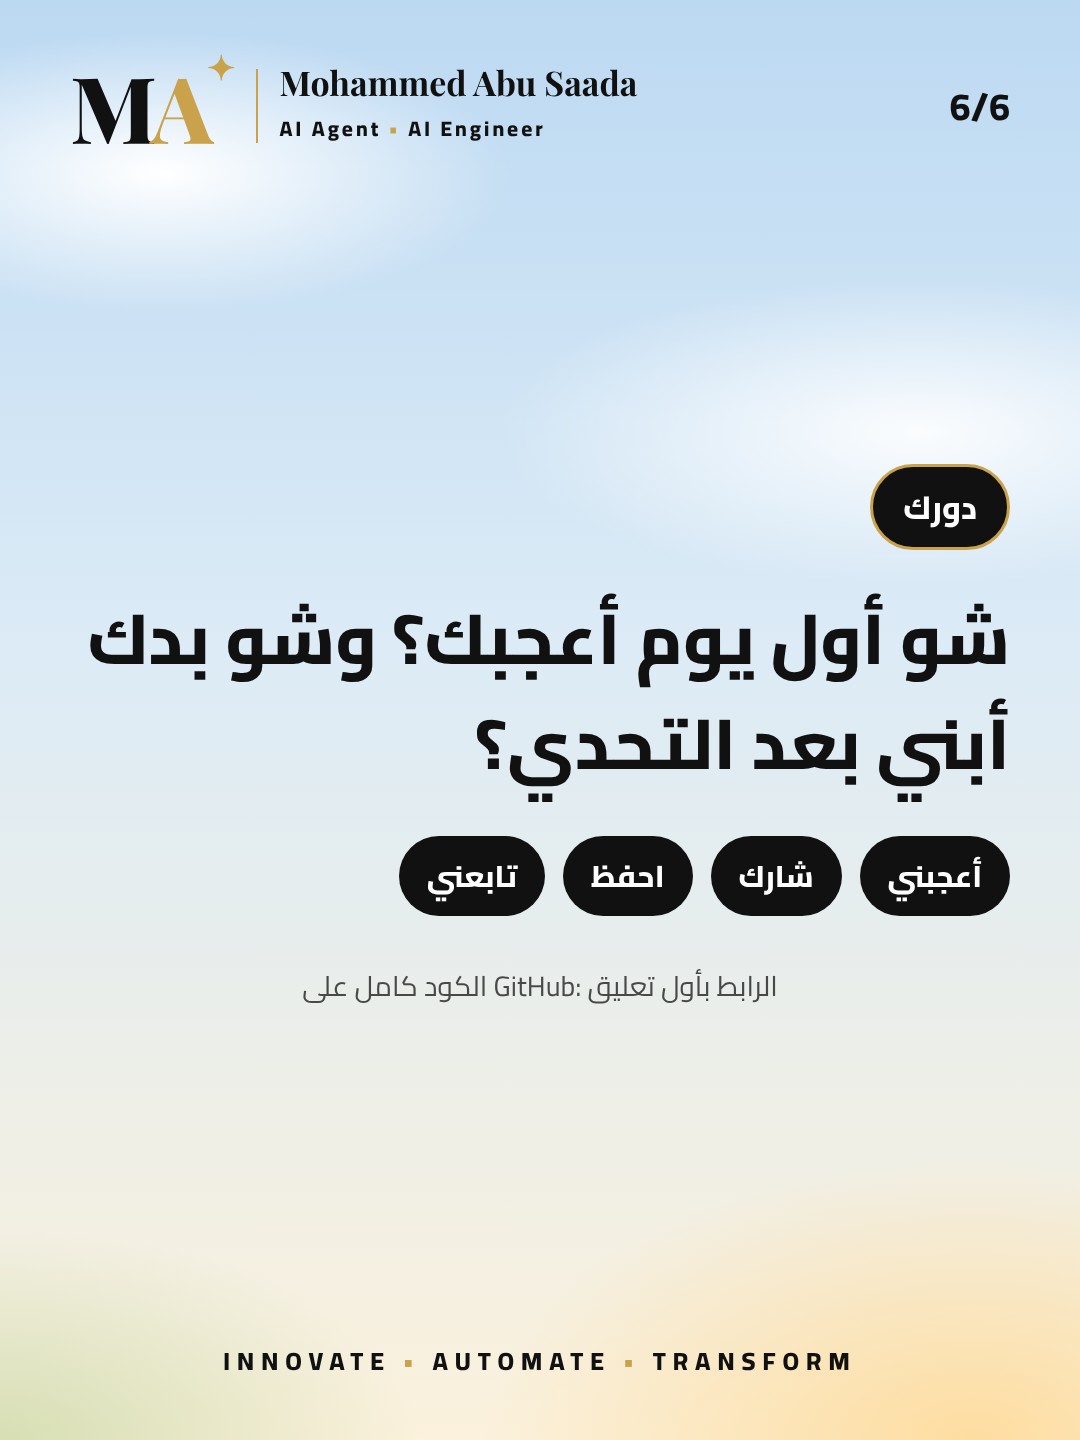 MA
Mohammed Abu Saada
AI Agent ▪ AI Engineer
6/6
دورك
شو أول يوم أعجبك؟ وشو بدك
أبني بعد التحدي؟
أعجبني شارك احفظ تابعني
الرابط بأول تعليق :GitHub الكود كامل على
INNOVATE ▪ AUTOMATE ▪ TRANSFORM